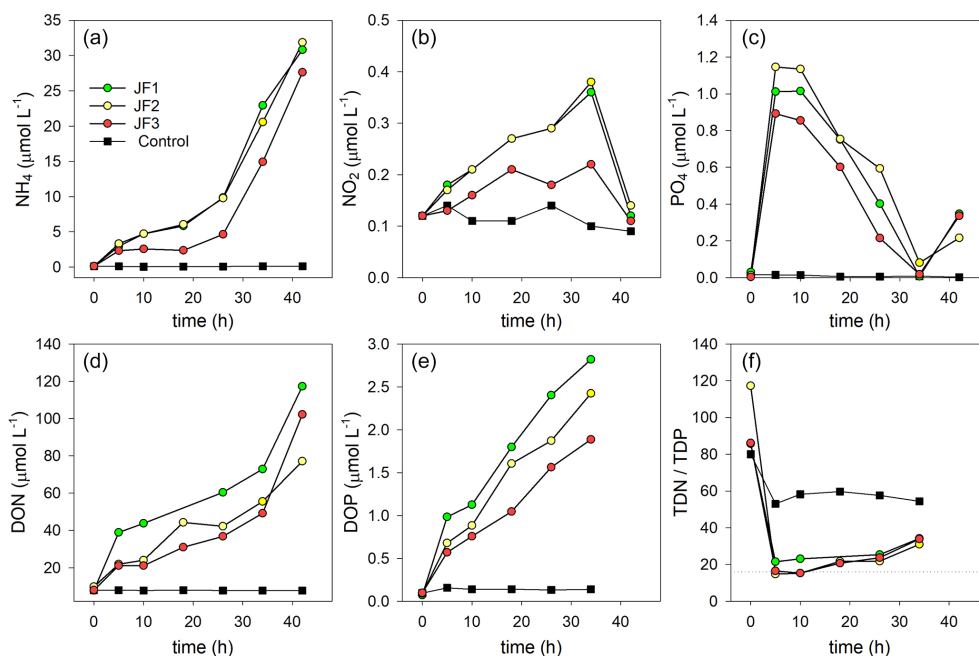 (a)
NH4 (μmol L-1)
35
30
25
20
15
10
5
0
JF1
JF2
JF3
Control
0 10 20 30 40
time (h)
(b)
NO2 (μmol L-1)
0.5
0.4
0.3
0.2
0.1
0.0
0 10 20 30 40
time (h)
(c)
PO4 (μmol L-1)
1.4
1.2
1.0
0.8
0.6
0.4
0.2
0.0
0 10 20 30 40
time (h)
(d)
DON
(μmol L-1)
140
120
100
80
60
40
20
0 10 20 30 40
time (h)
(e)
DOP
(μmol L-1)
3.0
2.5
2.0
1.5
1.0
0.5
0.0
0 10 20 30 40
time (h)
(f)
TDN / TDP
140
120
100
80
60
40
20
0
0 10 20 30 40
time (h)